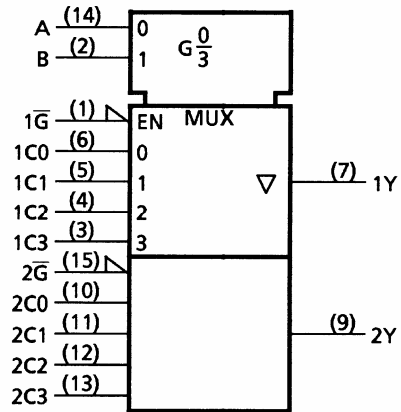 A (14) 0
B (2) 1
G 0/3
1G̅ (1) EN MUX
1C0 (6) 0
1C1 (5) 1 ▽ (7) 1Y
1C2 (4) 2
1C3 (3) 3
2G̅ (15)
2C0 (10)
2C1 (11) (9) 2Y
2C2 (12)
2C3 (13)